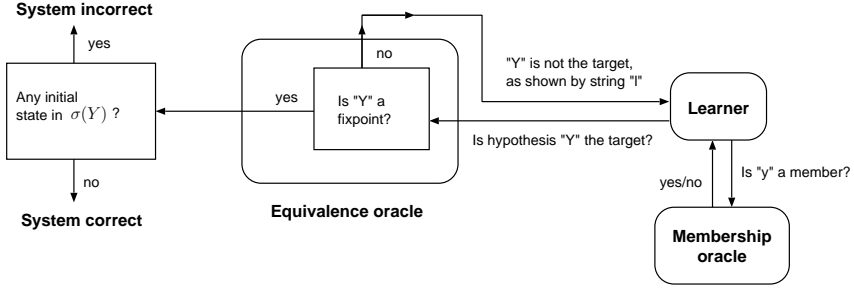 System incorrect
yes
Any initial
state in σ(Y) ?
no
System correct
yes
no
Is "Y" a
fixpoint?
Equivalence oracle
"Y" is not the target,
as shown by string "I"
Is hypothesis "Y" the target?
Learner
yes/no
Is "y" a member?
Membership
oracle